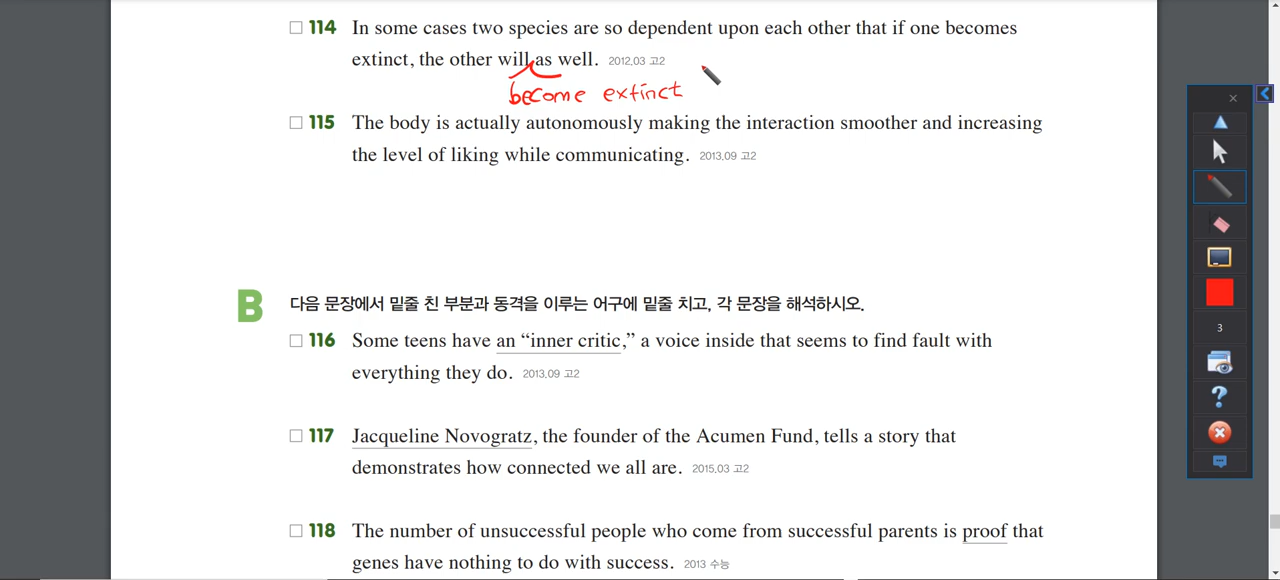 114 In some cases two species are so dependent upon each other that if one becomes
extinct, the other will as well. 2012.03 고2
become extinct
115 The body is actually autonomously making the interaction smoother and increasing
the level of liking while communicating. 2013.09 고2
B 다음 문장에서 밑줄 친 부분과 동격을 이루는 어구에 밑줄 치고, 각 문장을 해석하시오.
116 Some teens have an “inner critic,” a voice inside that seems to find fault with
everything they do. 2013.09 고2
117 Jacqueline Novogratz, the founder of the Acumen Fund, tells a story that
demonstrates how connected we all are. 2015.03 고2
118 The number of unsuccessful people who come from successful parents is proof that
genes have nothing to do with success. 2013 수능
3